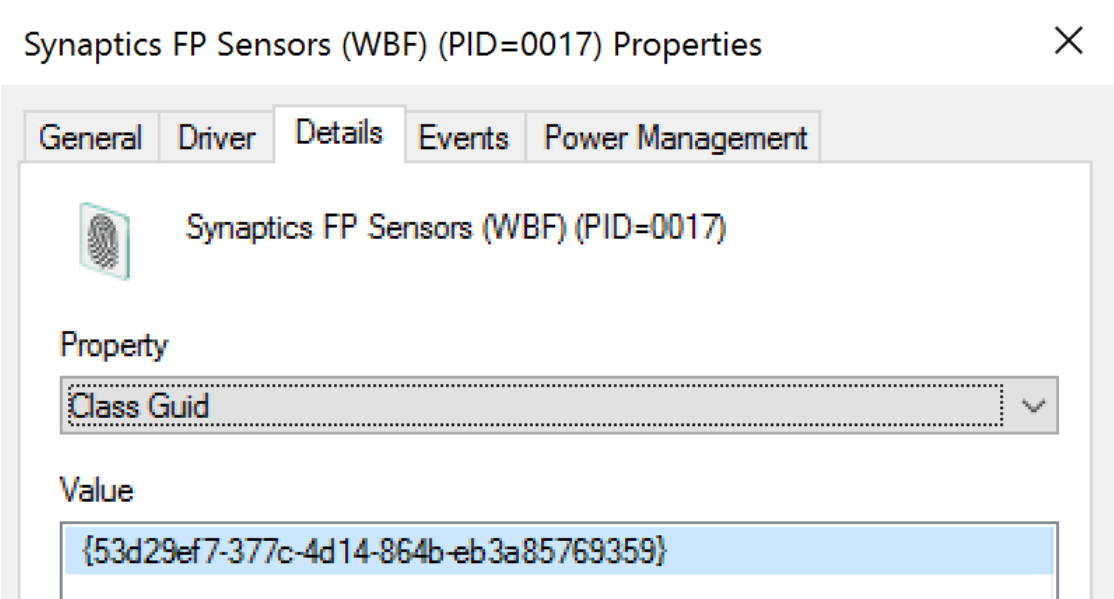 Synaptics FP Sensors (WBF) (PID=0017) Properties
General Driver Details Events Power Management
Synaptics FP Sensors (WBF) (PID=0017)
Property
Class Guid
Value
{53d29ef7-377c-4d14-864b-eb3a85769359}